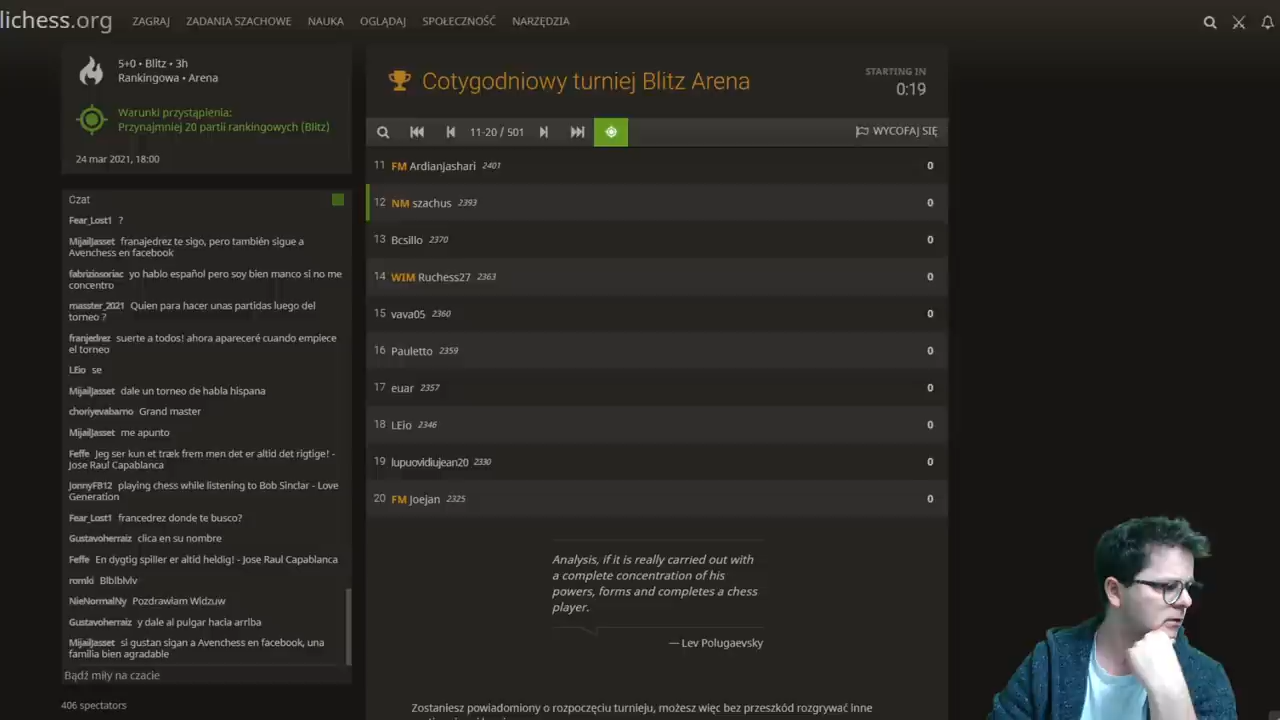 lichess.org ZAGRAJ ZADANIA SZACHOWE NAUKA OGLĄDAJ SPOŁECZNOŚĆ NARZĘDZIA
5+0 • Blitz • 3h
Rankingowa • Arena
Warunki przystąpienia:
Przynajmniej 20 partii rankingowych (Blitz)
24 mar 2021, 18:00
Czat
Fear_Lost1 ?
MijailJasset franajedrez te sigo, pero también sigue a
Avenchess en facebook
fabriziosoriac yo hablo español pero soy bien manco si no me
concentro
masster_2021 Quien para hacer unas partidas luego del
torneo ?
franjedrez suerte a todos! ahora apareceré cuando empiece
el torneo
LEio se
MijailJasset dale un torneo de habla hispana
choriyevabarno Grand master
MijailJasset me apunto
Feffe Jeg ser kun et træk frem men det er altid det rigtige! -
Jose Raul Capablanca
JonnyFB12 playing chess while listening to Bob Sinclar - Love
Generation
Fear_Lost1 francedrez donde te busco?
Gustavoherraiz clica en su nombre
Feffe En dygtig spiller er altid heldig! - Jose Raul Capablanca
romki Blblblvlv
NieNormalNy Pozdrawiam Widzuw
Gustavoherraiz y dale al pulgar hacia arriba
MijailJasset si gustan sigan a Avenchess en facebook, una
familia bien agradable
Bądź miły na czacie
406 spectators
Cotygodniowy turniej Blitz Arena
STARTING IN
0:19
11-20 / 501
WYCOFAJ SIĘ
11 FM Ardianjashari 2401 0
12 NM szachus 2393 0
13 Bcsillo 2370 0
14 WIM Ruchess27 2363 0
15 vava05 2360 0
16 Pauletto 2359 0
17 euar 2357 0
18 LEio 2346 0
19 lupuovidiujean20 2330 0
20 FM Joejan 2325 0
Analysis, if it is really carried out with
a complete concentration of his
powers, forms and completes a chess
player.
— Lev Polugaevsky
Zostaniesz powiadomiony o rozpoczęciu turnieju, możesz więc bez przeszkód rozgrywać inne